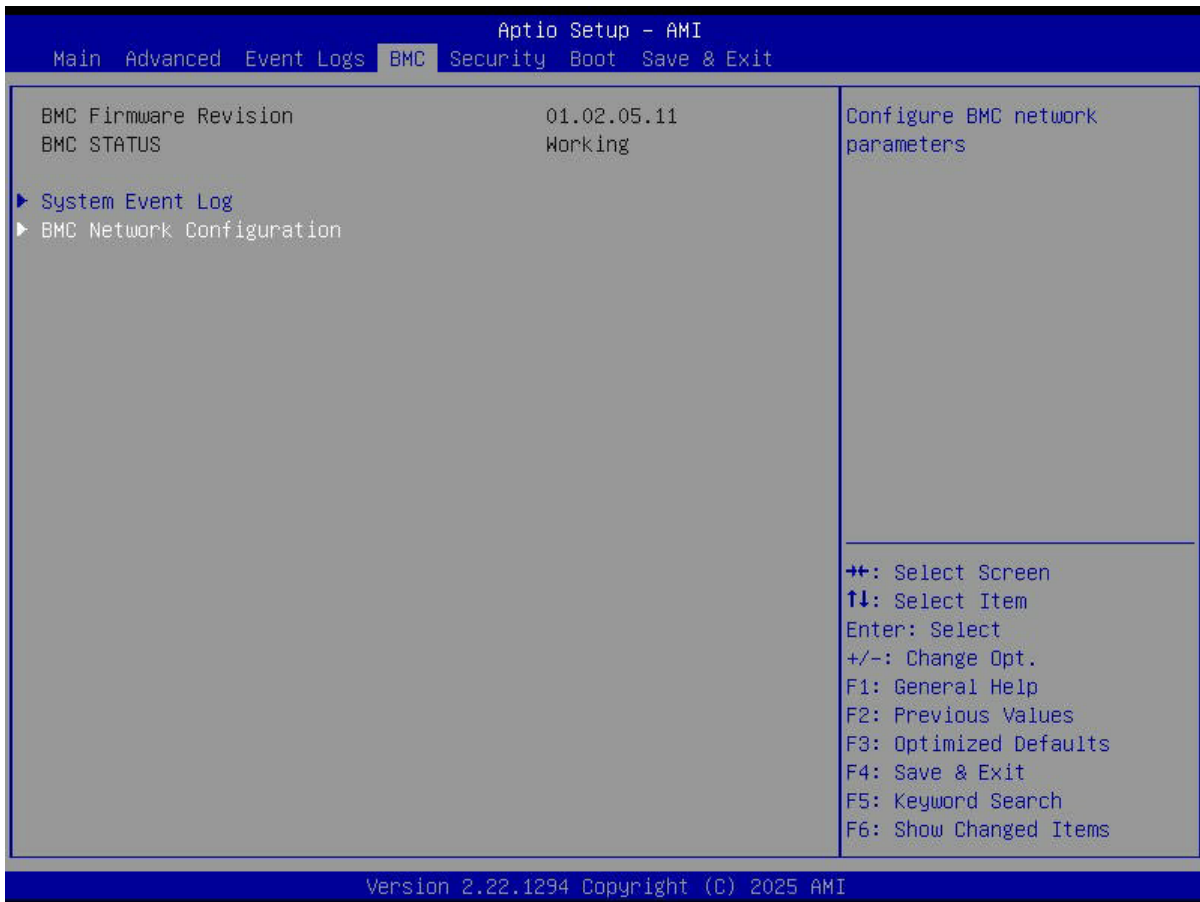 Aptio Setup - AMI
Main Advanced Event Logs BMC Security Boot Save & Exit
BMC Firmware Revision 01.02.05.11
BMC STATUS Working
System Event Log
BMC Network Configuration
Configure BMC network
parameters
→←: Select Screen
↑↓: Select Item
Enter: Select
+/-: Change Opt.
F1: General Help
F2: Previous Values
F3: Optimized Defaults
F4: Save & Exit
F5: Keyword Search
F6: Show Changed Items
Version 2.22.1294 Copyright (C) 2025 AMI